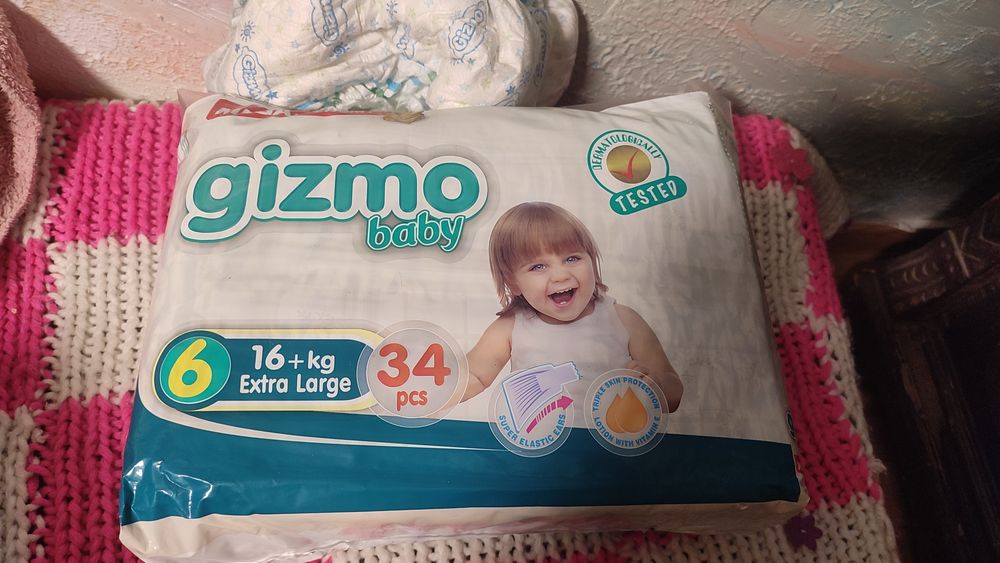 Gizmo
gizmo
baby
DERMATOLOGICALLY
TESTED
6
16+kg
Extra Large
34
pcs
SUPER ELASTIC EARS
TRIPLE SKIN PROTECTION
LOTION WITH VITAMIN E